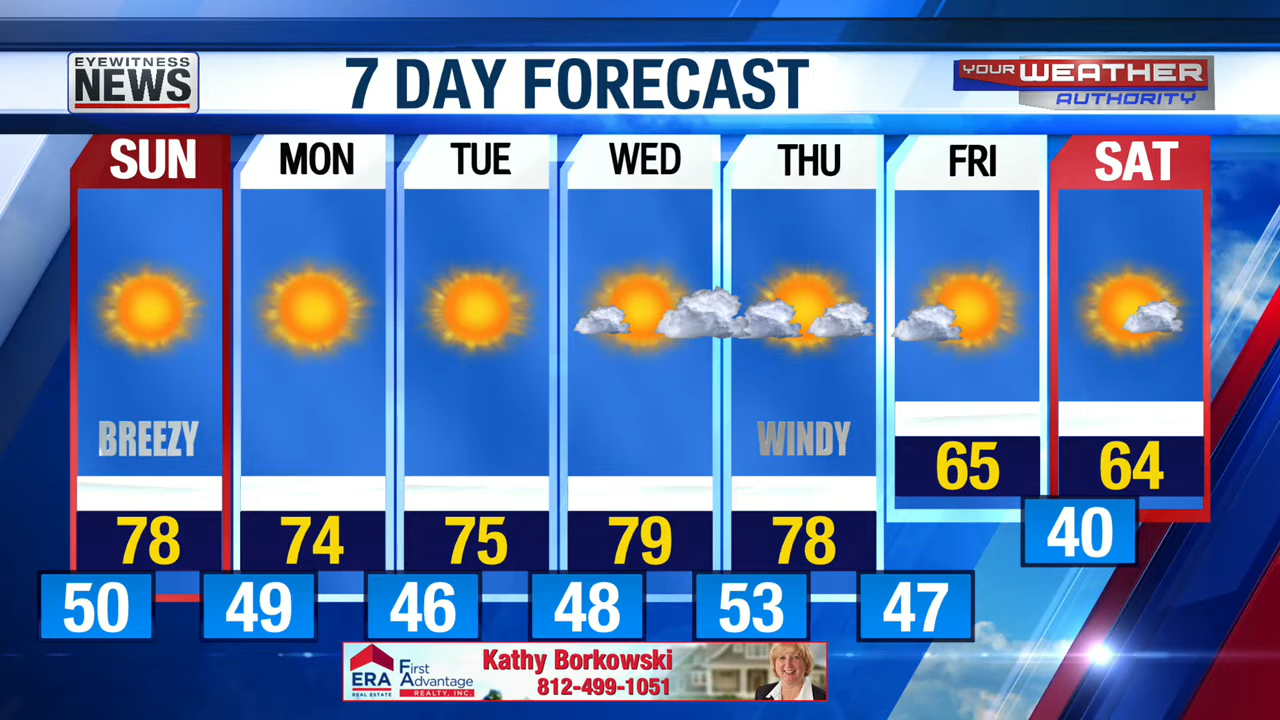 EYEWITNESS
NEWS
7 DAY FORECAST
YOUR WEATHER
AUTHORITY
SUN
MON
TUE
WED
THU
FRI
SAT
BREEZY
WINDY
65
64
78
74
75
79
78
40
50
49
46
48
53
47
ERA
REAL ESTATE
First
Advantage
REALTY, INC.
Kathy Borkowski
812-499-1051